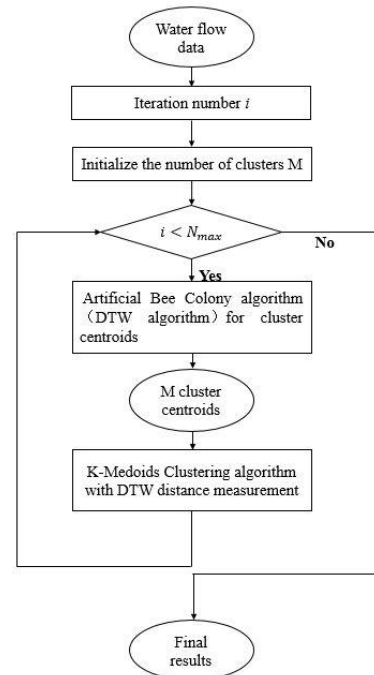 Water flow
data
Iteration number i
Initialize the number of clusters M
i < N_max
No
Yes
Artificial Bee Colony algorithm
（DTW algorithm）for cluster
centroids
M cluster
centroids
K-Medoids Clustering algorithm
with DTW distance measurement
Final
results